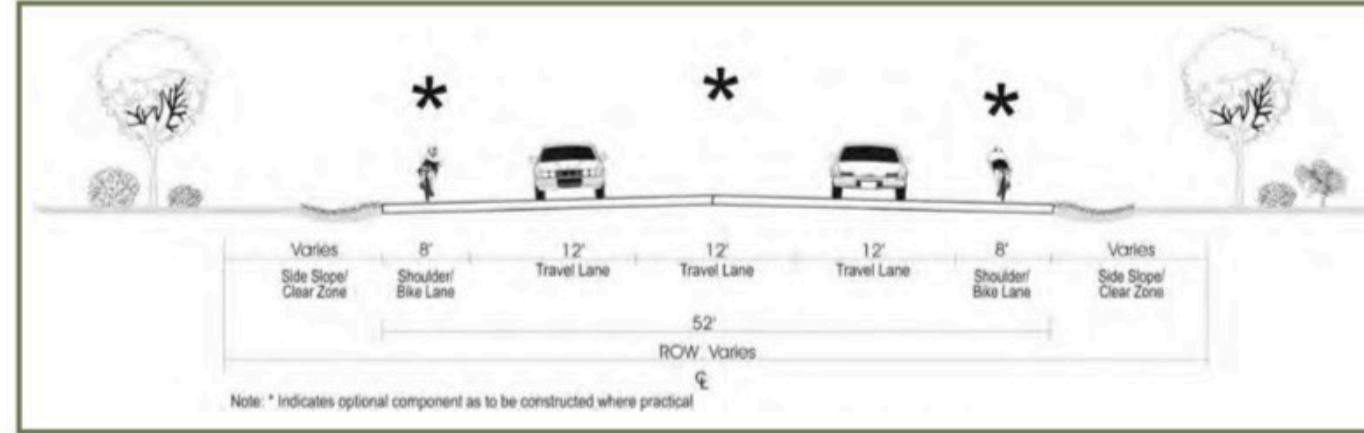 *
*
*
Varies 8' 12' 12' 12' 8' Varies
Side Slope/ Shoulder/ Travel Lane Travel Lane Travel Lane Shoulder/ Side Slope/
Clear Zone Bike Lane Bike Lane Clear Zone
52'
ROW Varies
℄
Note: * Indicates optional component as to be constructed where practical